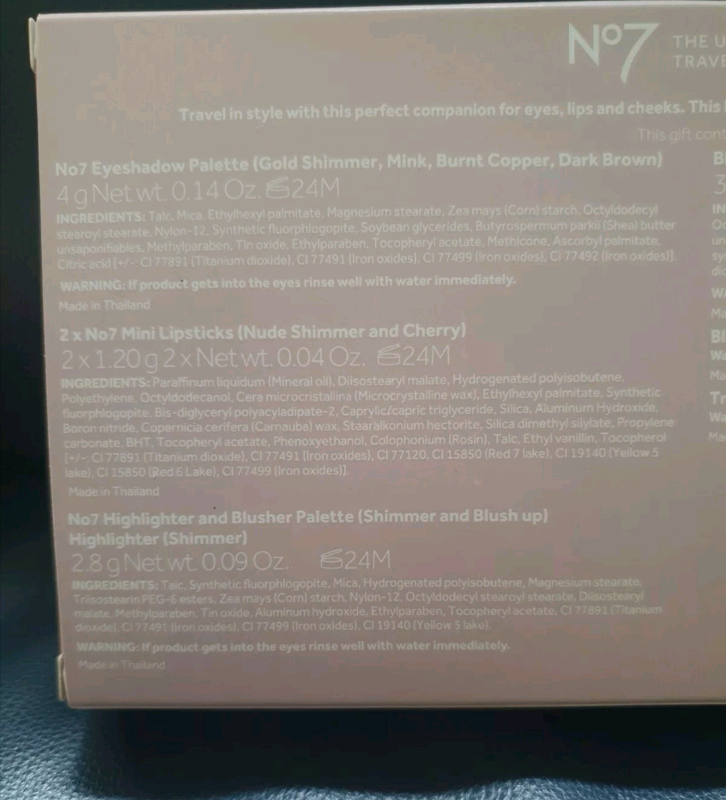 No7
THE U
TRAVE
Travel in style with this perfect companion for eyes, lips and cheeks. This
This gift cont
No7 Eyeshadow Palette (Gold Shimmer, Mink, Burnt Copper, Dark Brown)
4 g Net wt. 0.14 Oz. 24M
INGREDIENTS: Talc, Mica, Ethylhexyl palmitate, Magnesium stearate, Zea mays (Corn) starch, Octyldodecyl
stearoyl stearate, Nylon-12, Synthetic fluorphlogopite, Soybean glycerides, Butyrospermum parkii (Shea) butter
unsaponifiables, Methylparaben, Tin oxide, Ethylparaben, Tocopheryl acetate, Methicone, Ascorbyl palmitate,
Citric acid [+/-: CI 77891 (Titanium dioxide), CI 77491 (Iron oxides), CI 77499 (Iron oxides), CI 77492 (Iron oxides)].
WARNING: If product gets into the eyes rinse well with water immediately.
Made in Thailand
2 x No7 Mini Lipsticks (Nude Shimmer and Cherry)
2 x 1.20 g 2 x Net wt. 0.04 Oz. 24M
INGREDIENTS: Paraffinum liquidum (Mineral oil), Diisostearyl malate, Hydrogenated polyisobutene,
Polyethylene, Octyldodecanol, Cera microcristallina (Microcrystalline wax), Ethylhexyl palmitate, Synthetic
fluorphlogopite, Bis-diglyceryl polyacyladipate-2, Caprylic/capric triglyceride, Silica, Aluminum Hydroxide,
Boron nitride, Copernicia cerifera (Carnauba) wax, Stearalkonium hectorite, Silica dimethyl silylate, Propylene
carbonate, BHT, Tocopheryl acetate, Phenoxyethanol, Colophonium (Rosin), Talc, Ethyl vanillin, Tocopherol
[+/-: CI 77891 (Titanium dioxide), CI 77491 (Iron oxides), CI 77120, CI 15850 (Red 7 lake), CI 19140 (Yellow 5
lake), CI 15850 (Red 6 Lake), CI 77499 (Iron oxides)].
Made in Thailand
No7 Highlighter and Blusher Palette (Shimmer and Blush up)
Highlighter (Shimmer)
2.8 g Net wt. 0.09 Oz. 24M
INGREDIENTS: Talc, Synthetic fluorphlogopite, Mica, Hydrogenated polyisobutene, Magnesium stearate,
Triisostearin PEG-6 esters, Zea mays (Corn) starch, Nylon-12, Octyldodecyl stearoyl stearate, Diisostearyl
malate, Methylparaben, Tin oxide, Aluminum hydroxide, Ethylparaben, Tocopheryl acetate, CI 77891 (Titanium
dioxide), CI 77491 (Iron oxides), CI 77499 (Iron oxides), CI 19140 (Yellow 5 lake).
WARNING: If product gets into the eyes rinse well with water immediately.
Made in Thailand